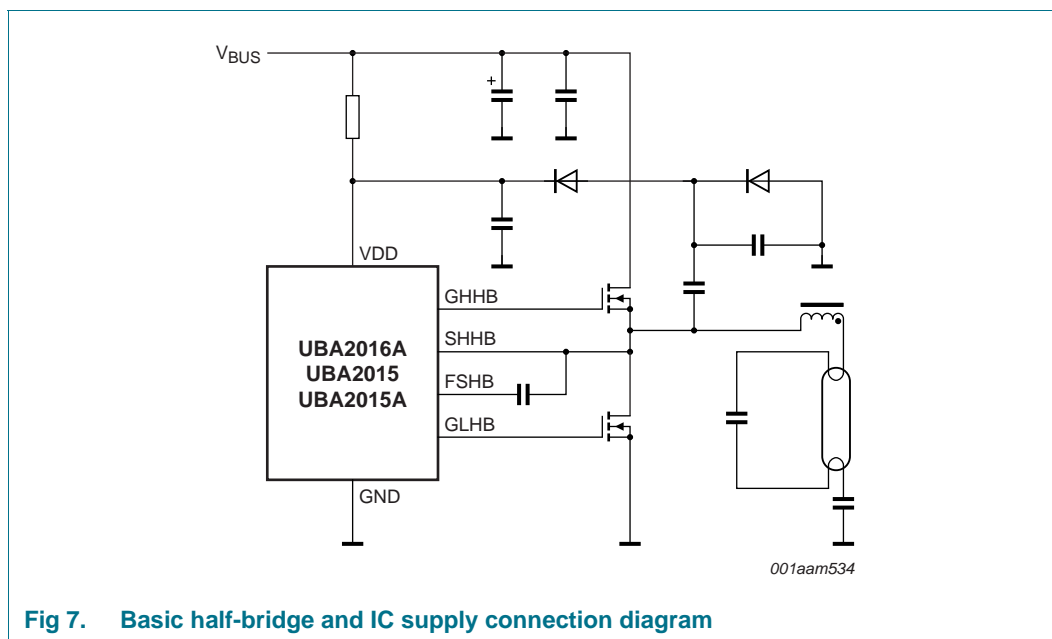 VBUS
+
VDD
GHHB
SHHB
FSHB
GLHB
UBA2016A
UBA2015
UBA2015A
GND
001aam534
Fig 7. Basic half-bridge and IC supply connection diagram